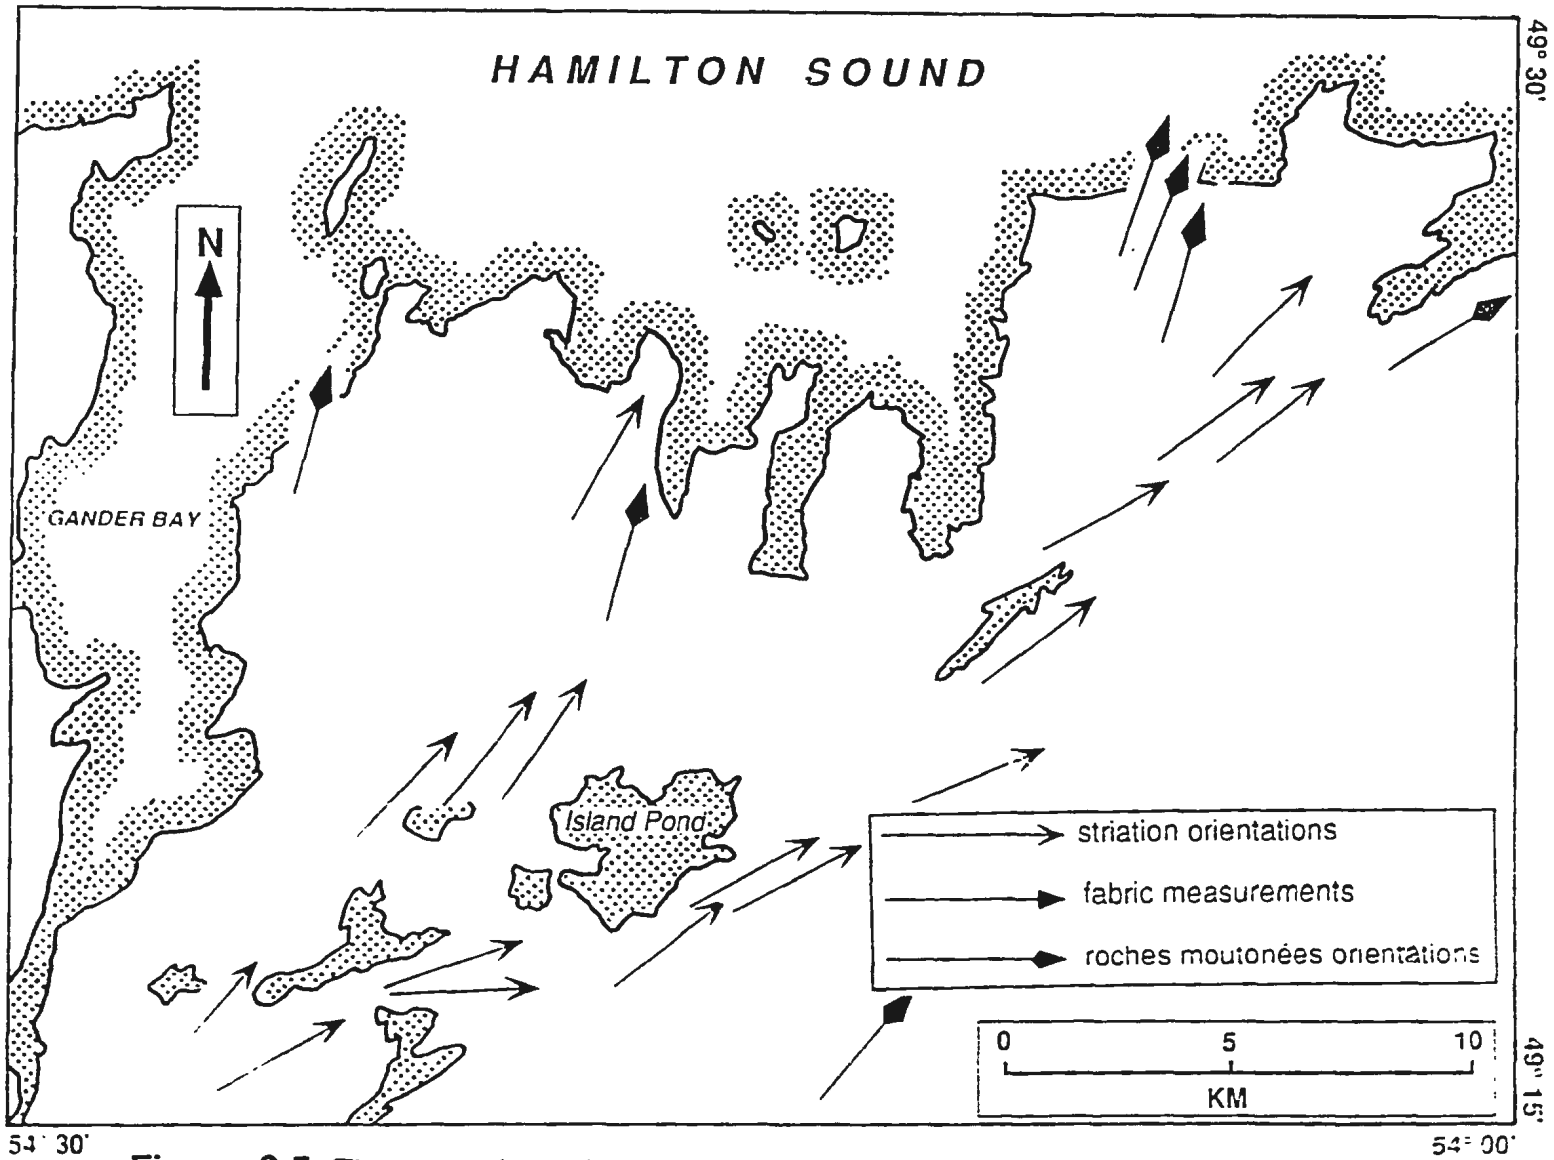 HAMILTON SOUND
49° 30'
N
GANDER BAY
Island Pond
striation orientations
fabric measurements
roches moutonées orientations
0 5 10
KM
49° 15'
54° 30'
54° 00'